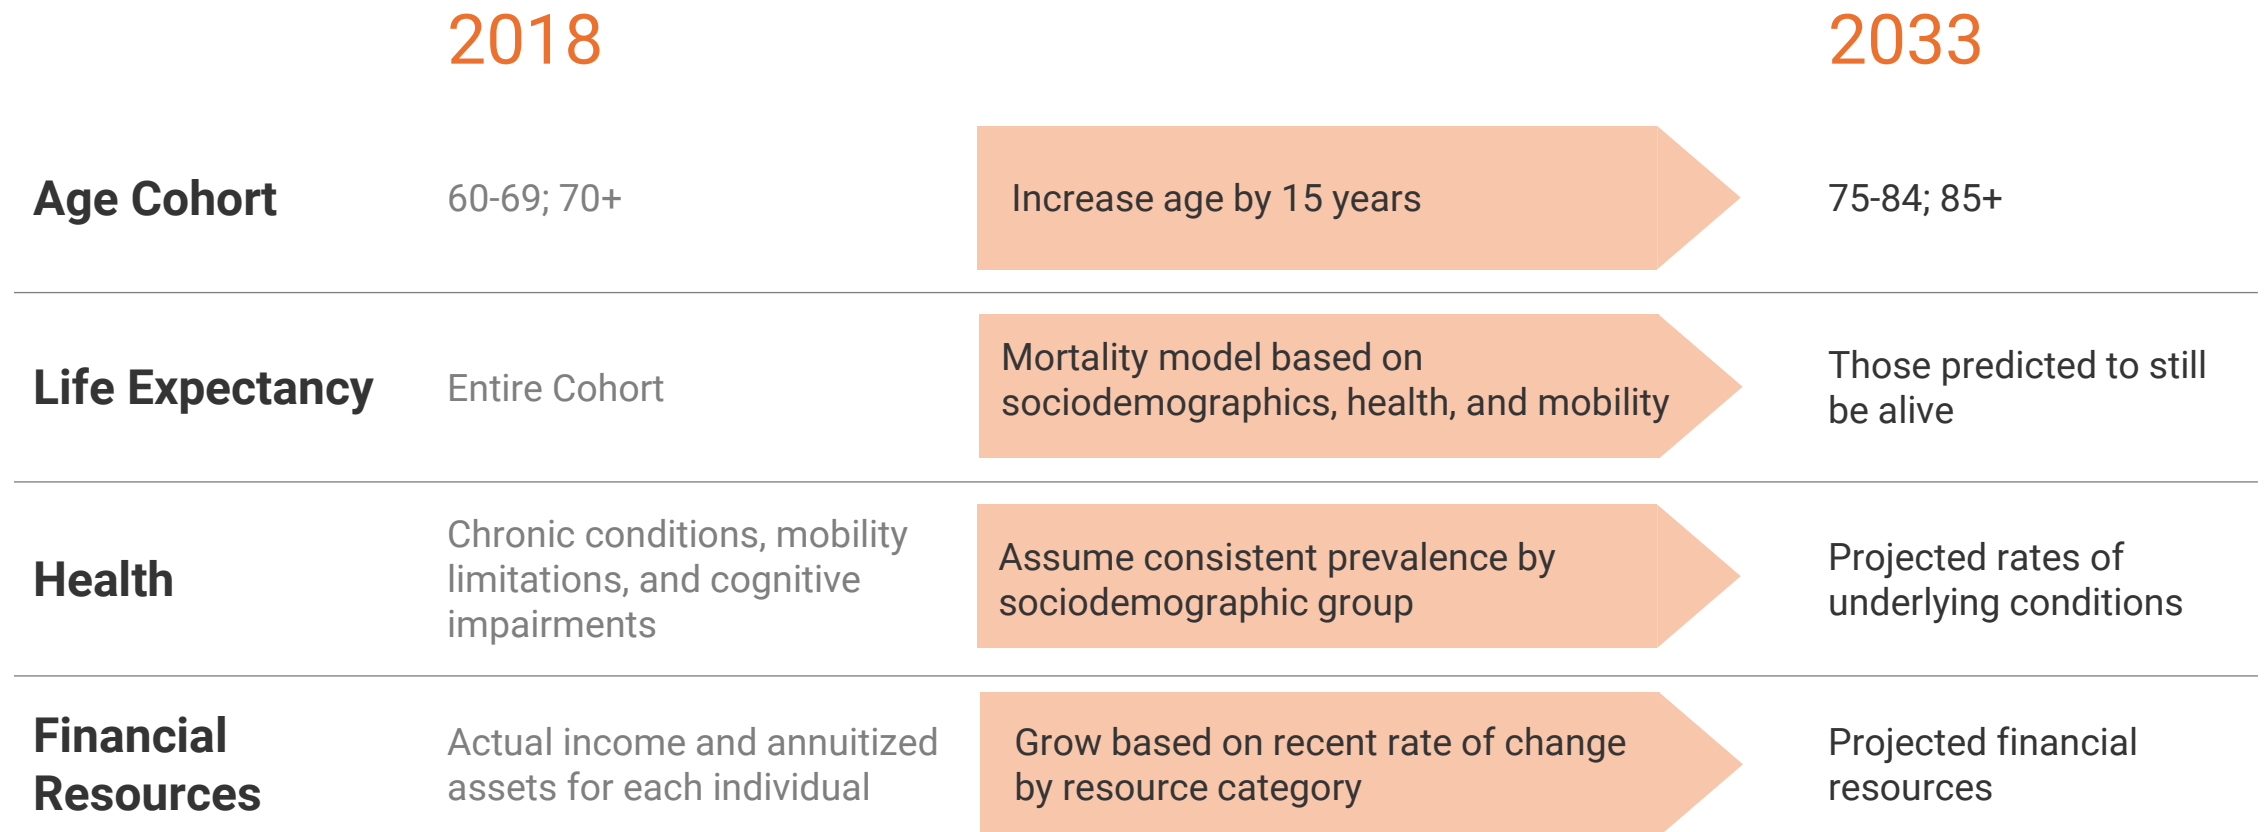 2018
2033
Age Cohort
60-69; 70+
Increase age by 15 years
75-84; 85+
Life Expectancy
Entire Cohort
Mortality model based on
sociodemographics, health, and mobility
Those predicted to still
be alive
Health
Chronic conditions, mobility
limitations, and cognitive
impairments
Assume consistent prevalence by
sociodemographic group
Projected rates of
underlying conditions
Financial
Resources
Actual income and annuitized
assets for each individual
Grow based on recent rate of change
by resource category
Projected financial
resources